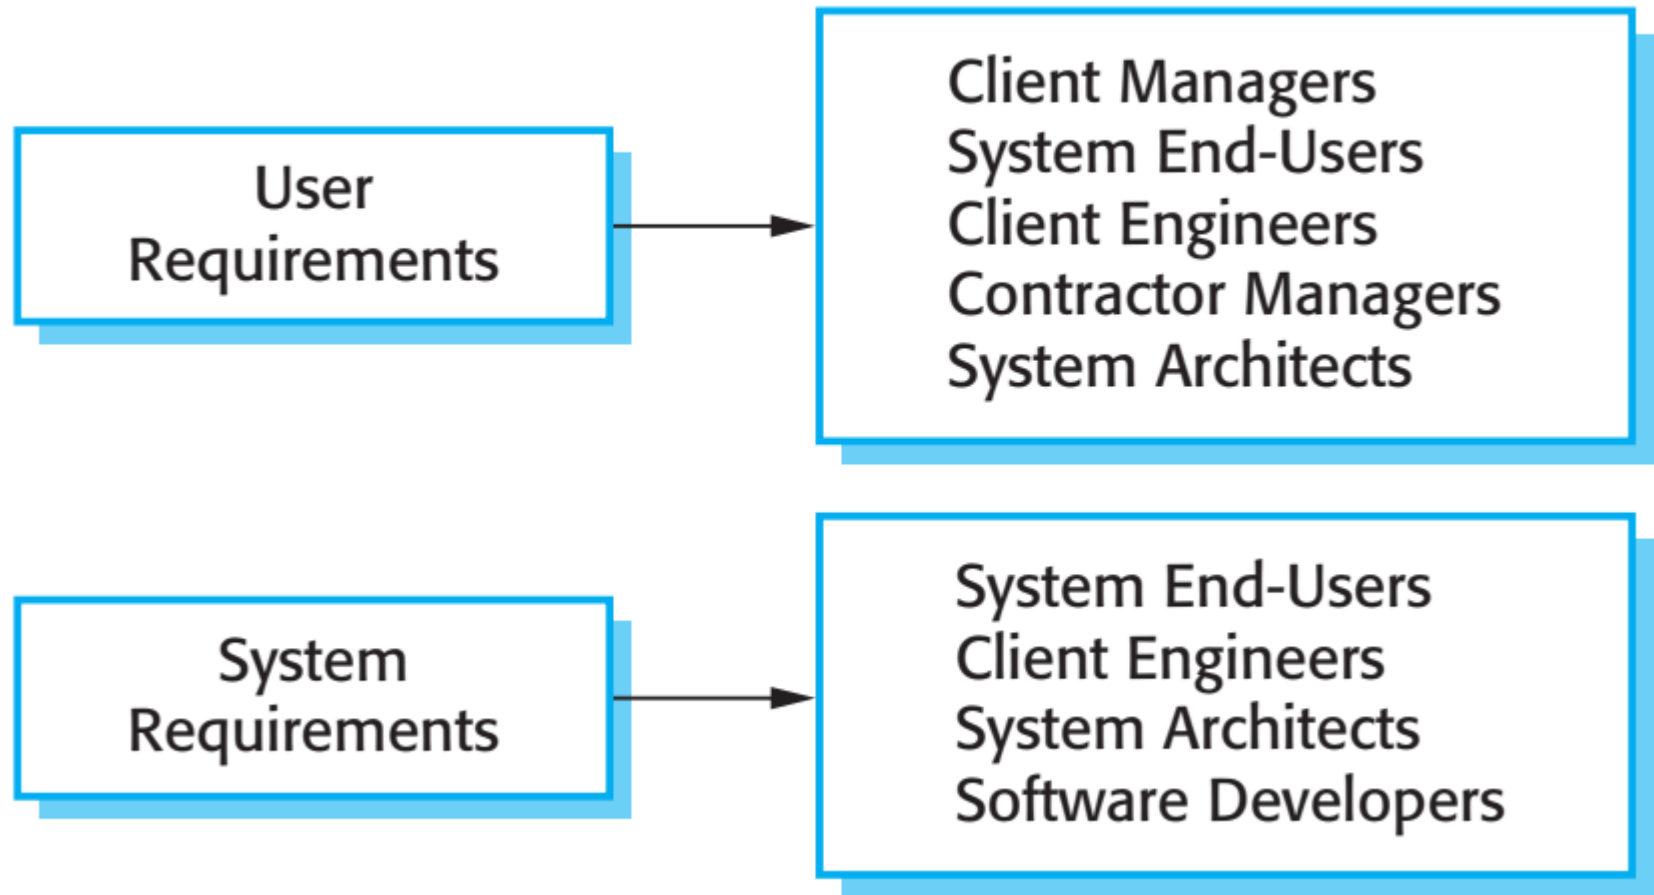 User
Requirements
Client Managers
System End-Users
Client Engineers
Contractor Managers
System Architects
System
Requirements
System End-Users
Client Engineers
System Architects
Software Developers